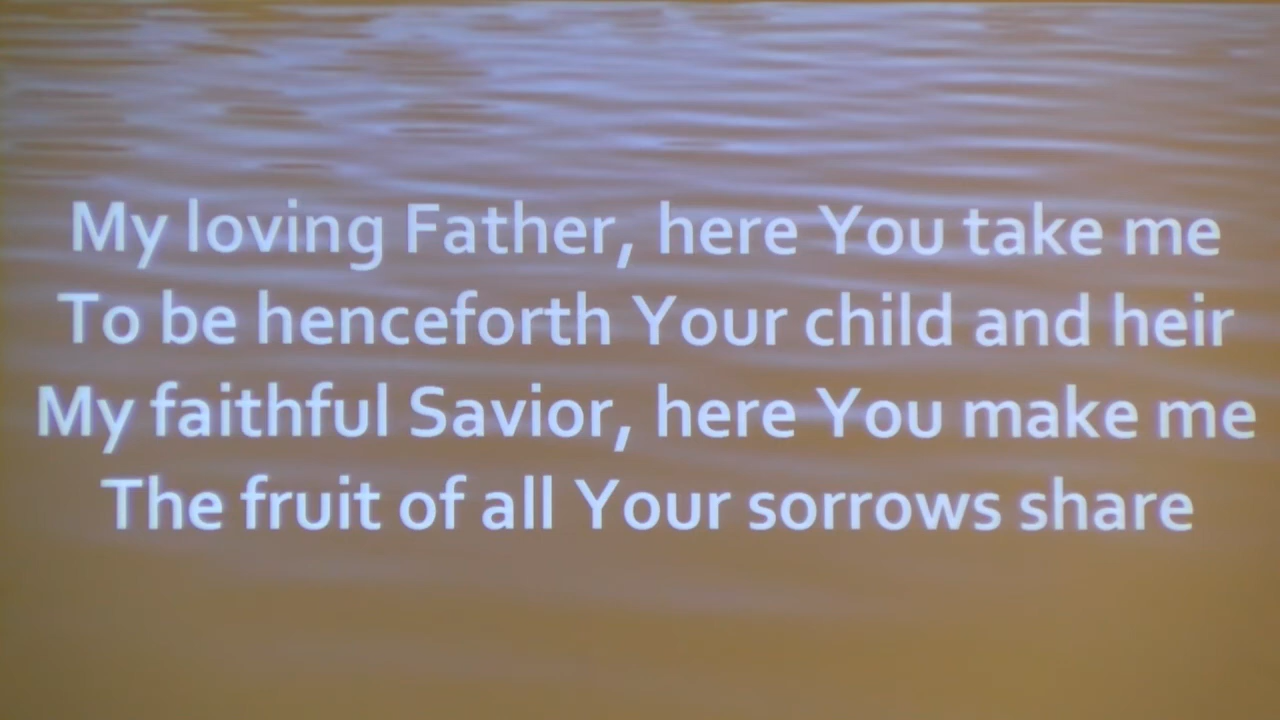 My loving Father, here You take me
To be henceforth Your child and heir
My faithful Savior, here You make me
The fruit of all Your sorrows share